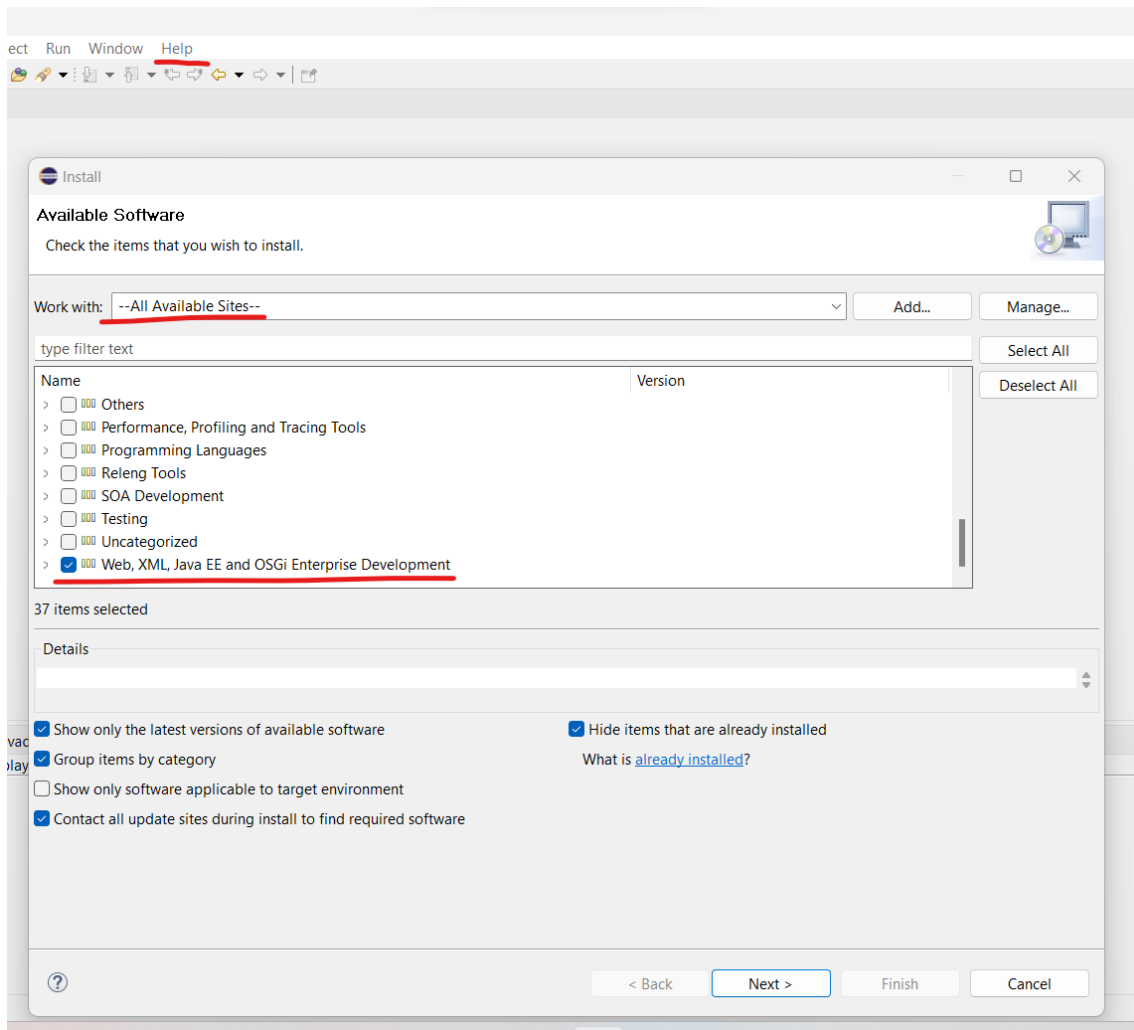 ect Run Window Help
Install
Available Software
Check the items that you wish to install.
Work with: --All Available Sites-- Add... Manage...
type filter text Select All
Name Version Deselect All
Others
Performance, Profiling and Tracing Tools
Programming Languages
Releng Tools
SOA Development
Testing
Uncategorized
Web, XML, Java EE and OSGi Enterprise Development
37 items selected
Details
Show only the latest versions of available software Hide items that are already installed
vad
Group items by category What is already installed?
play
Show only software applicable to target environment
Contact all update sites during install to find required software
? < Back Next > Finish Cancel